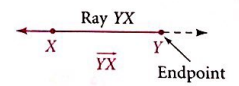 Ray YX
X Y
YX
Endpoint